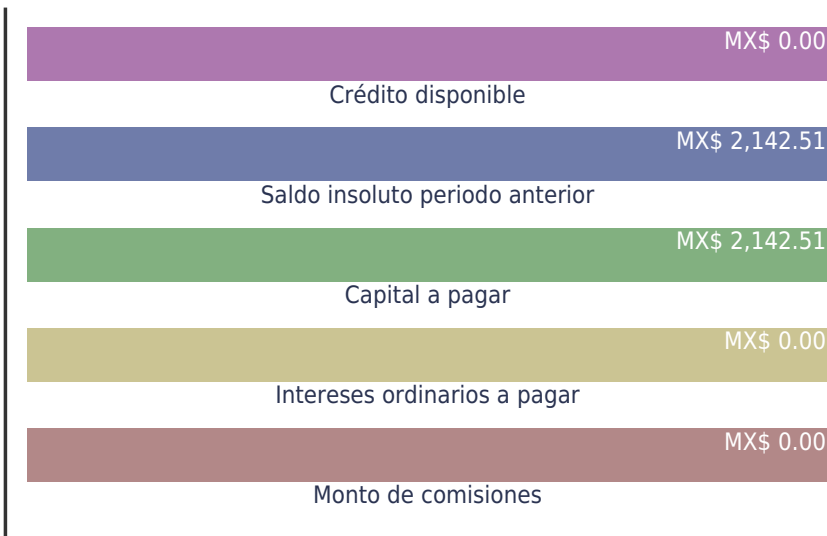 MX$ 0.00
Crédito disponible
MX$ 2,142.51
Saldo insoluto periodo anterior
MX$ 2,142.51
Capital a pagar
MX$ 0.00
Intereses ordinarios a pagar
MX$ 0.00
Monto de comisiones